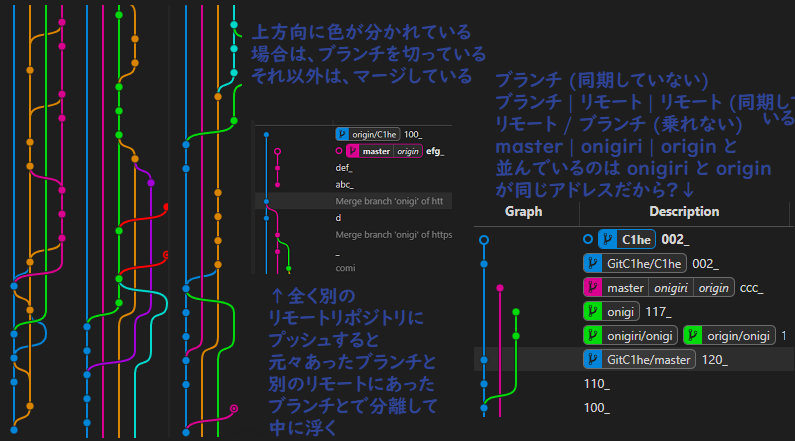 上方向に色が分かれている
場合は、ブランチを切っている
それ以外は、マージしている
origin/C1he 100_
master origin efg_
def_
abc_
Merge branch 'onigi' of htt
d
Merge branch 'onigi' of https
_
comi
↑全く別の
リモートリポジトリに
プッシュすると
元々あったブランチと
別のリモートにあった
ブランチとで分離して
中に浮く
ブランチ (同期していない)
ブランチ | リモート | リモート (同期して
いる
リモート / ブランチ (乗れない)
master | onigiri | origin と
並んでいるのは onigiri と origin
が同じアドレスだから?↓
Graph Description
C1he 002_
GitC1he/C1he 002_
master onigiri origin ccc_
onigi 117_
onigiri/onigi origin/onigi 1
GitC1he/master 120_
110_
100_